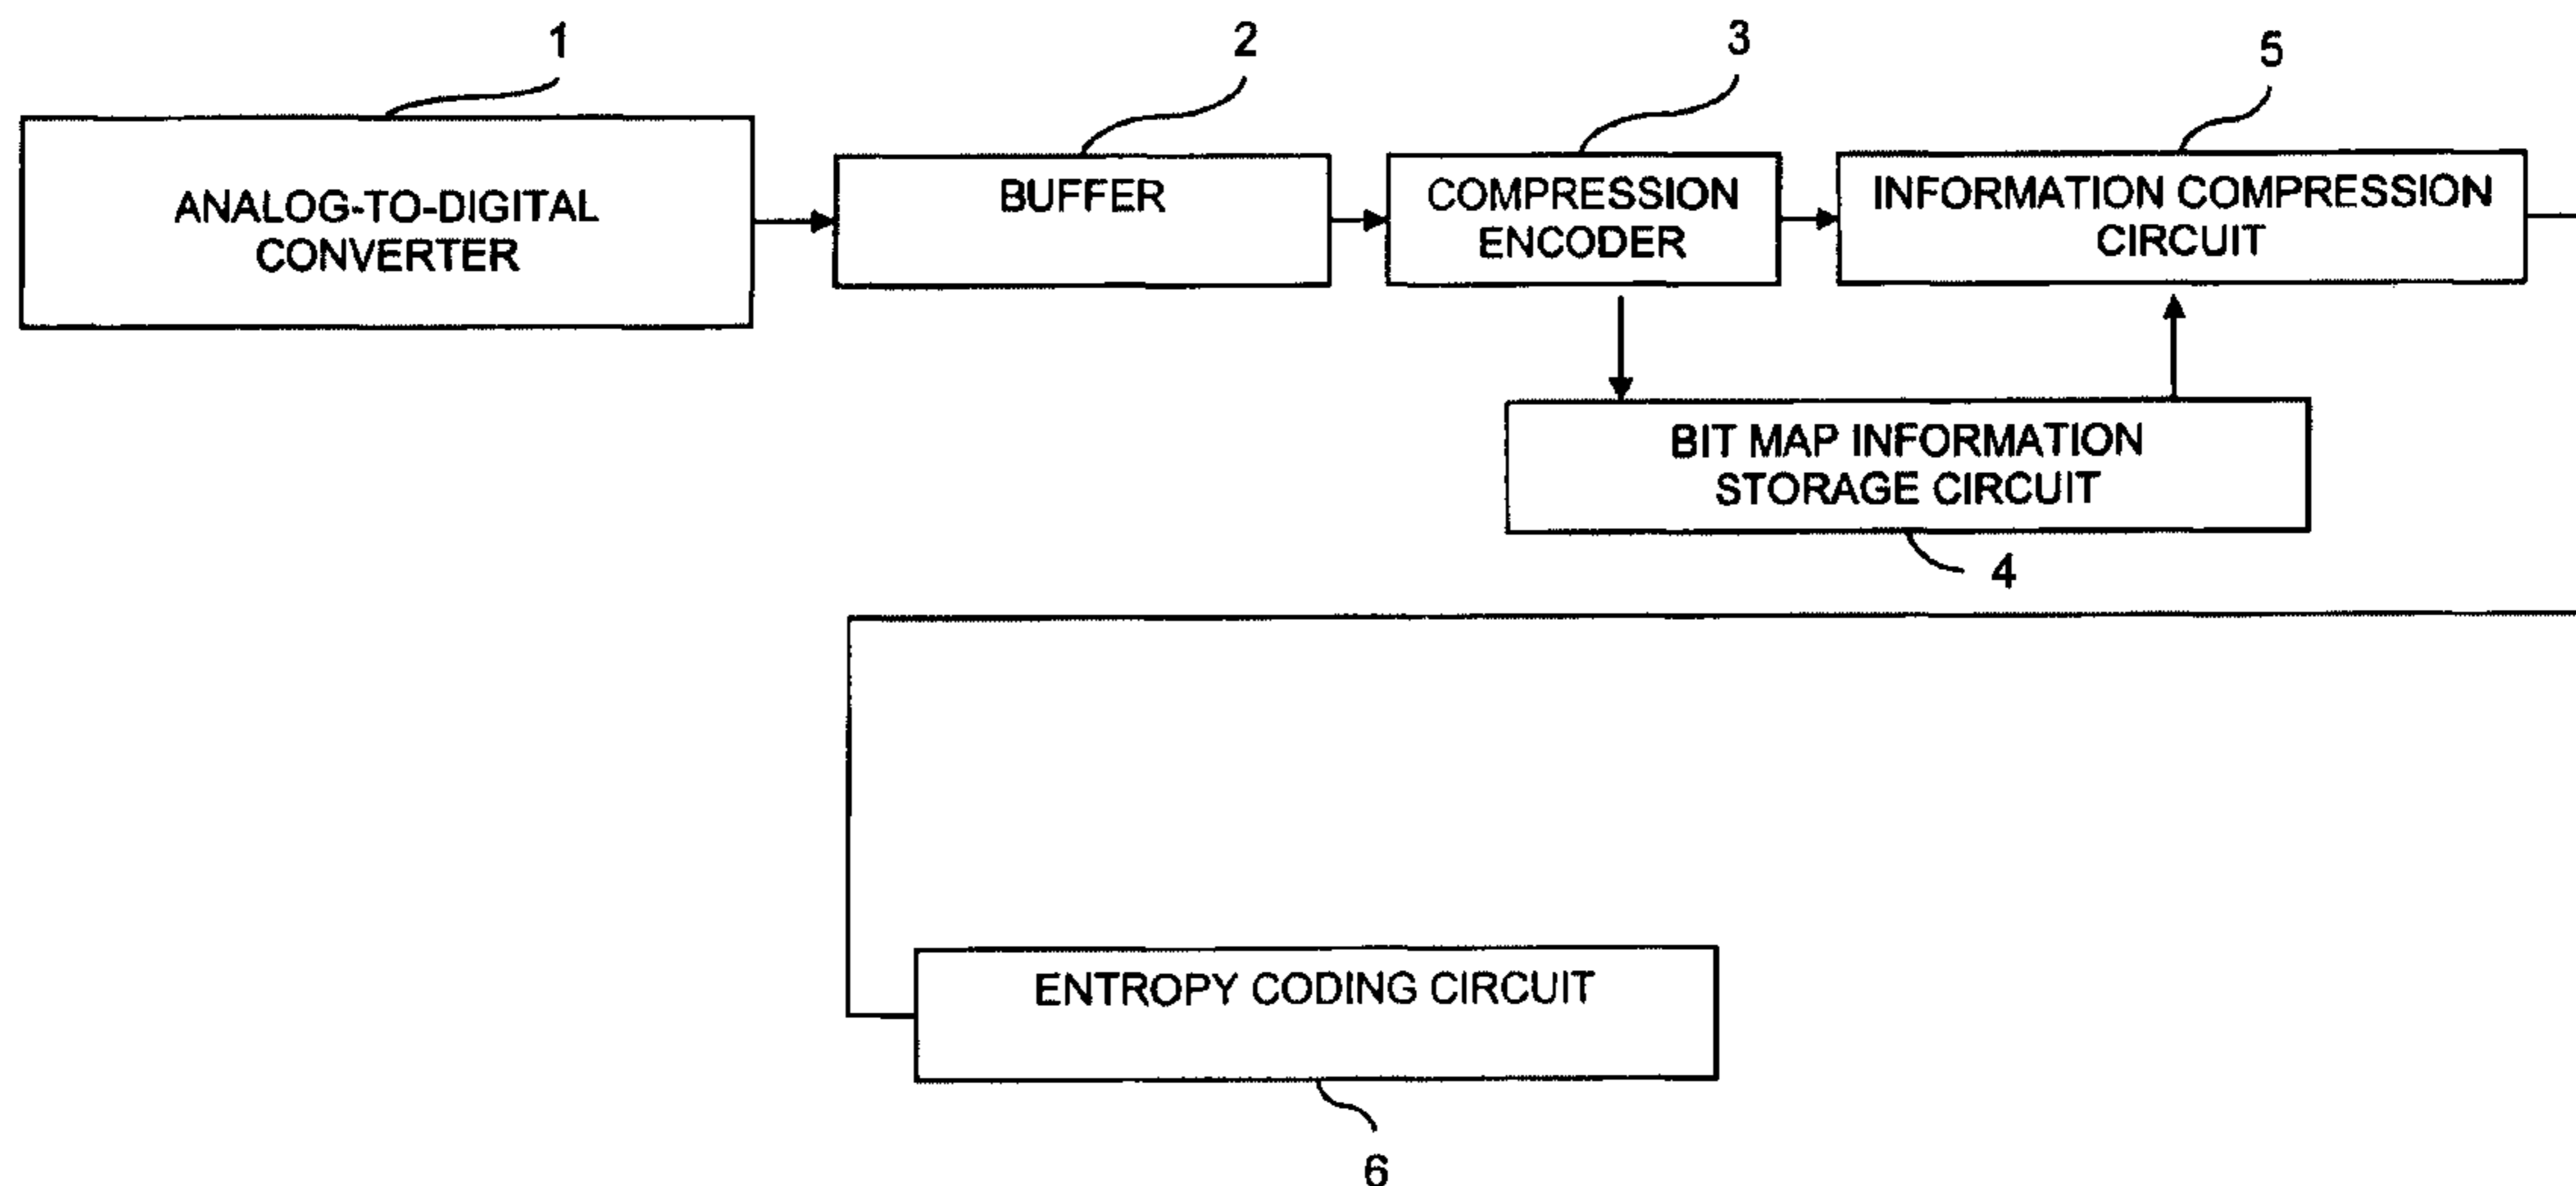 1
2
3
5
ANALOG-TO-DIGITAL
CONVERTER
BUFFER
COMPRESSION
ENCODER
INFORMATION COMPRESSION
CIRCUIT
BIT MAP INFORMATION
STORAGE CIRCUIT
4
ENTROPY CODING CIRCUIT
6